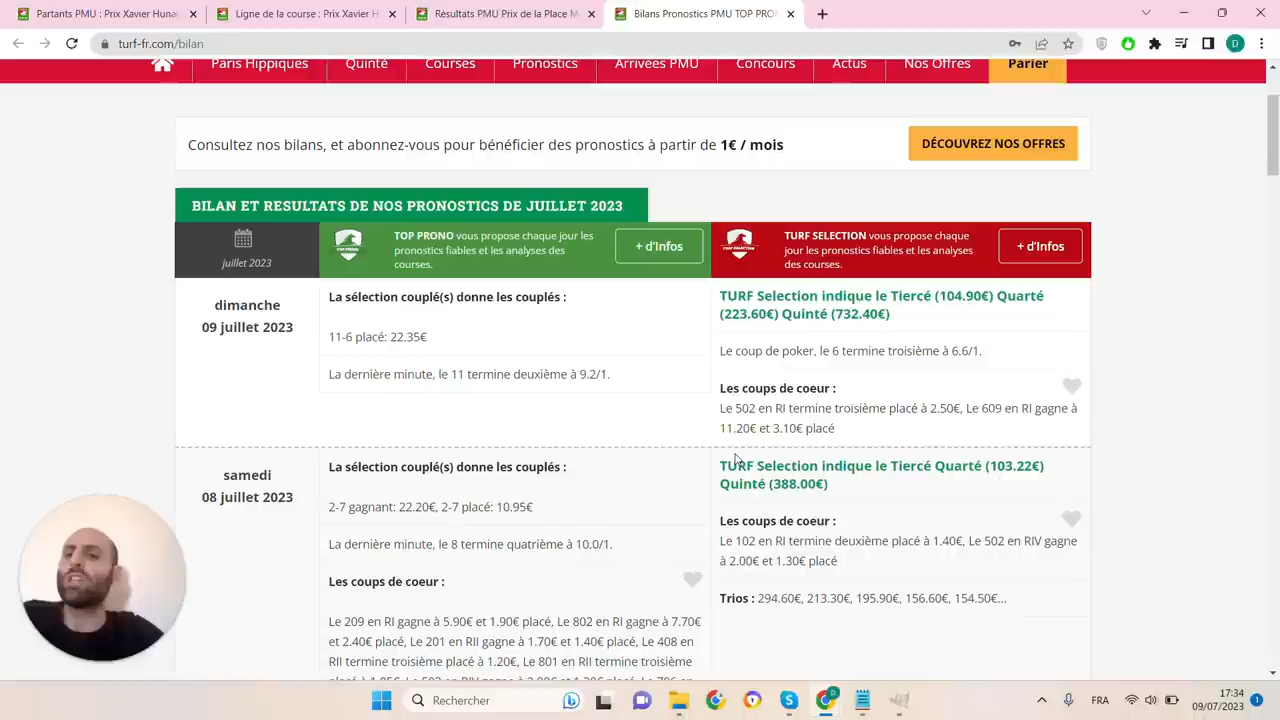 Partants PMU : Prix Xavier Huna
Ligne de la course : Prix Xavier H
Résultats PMU Prix de la Place M
Bilans Pronostics PMU TOP PRON
turf-fr.com/bilan
Paris Hippiques Quinté Courses Pronostics Arrivées PMU Concours Actus Nos Offres Parier
Consultez nos bilans, et abonnez-vous pour bénéficier des pronostics à partir de 1€ / mois
DÉCOUVREZ NOS OFFRES
BILAN ET RESULTATS DE NOS PRONOSTICS DE JUILLET 2023
juillet 2023
TOP PRONO vous propose chaque jour les
pronostics fiables et les analyses des
courses.
+ d'Infos
TURF SELECTION vous propose chaque
jour les pronostics fiables et les analyses
des courses.
+ d'Infos
dimanche
09 juillet 2023
La sélection couplé(s) donne les couplés :
11-6 placé: 22.35€
La dernière minute, le 11 termine deuxième à 9.2/1.
TURF Selection indique le Tiercé (104.90€) Quarté
(223.60€) Quinté (732.40€)
Le coup de poker, le 6 termine troisième à 6.6/1.
Les coups de coeur :
Le 502 en RI termine troisième placé à 2.50€, Le 609 en RI gagne à
11.20€ et 3.10€ placé
samedi
08 juillet 2023
La sélection couplé(s) donne les couplés :
2-7 gagnant: 22.20€, 2-7 placé: 10.95€
La dernière minute, le 8 termine quatrième à 10.0/1.
Les coups de coeur :
Le 209 en RI gagne à 5.90€ et 1.90€ placé, Le 802 en RI gagne à 7.70€
et 2.40€ placé, Le 201 en RII gagne à 1.70€ et 1.40€ placé, Le 408 en
RII termine troisième placé à 1.20€, Le 801 en RII termine troisième
TURF Selection indique le Tiercé Quarté (103.22€)
Quinté (388.00€)
Les coups de coeur :
Le 102 en RI termine deuxième placé à 1.40€, Le 502 en RIV gagne
à 2.00€ et 1.30€ placé
Trios : 294.60€, 213.30€, 195.90€, 156.60€, 154.50€...
Rechercher
FRA
17:34
09/07/2023